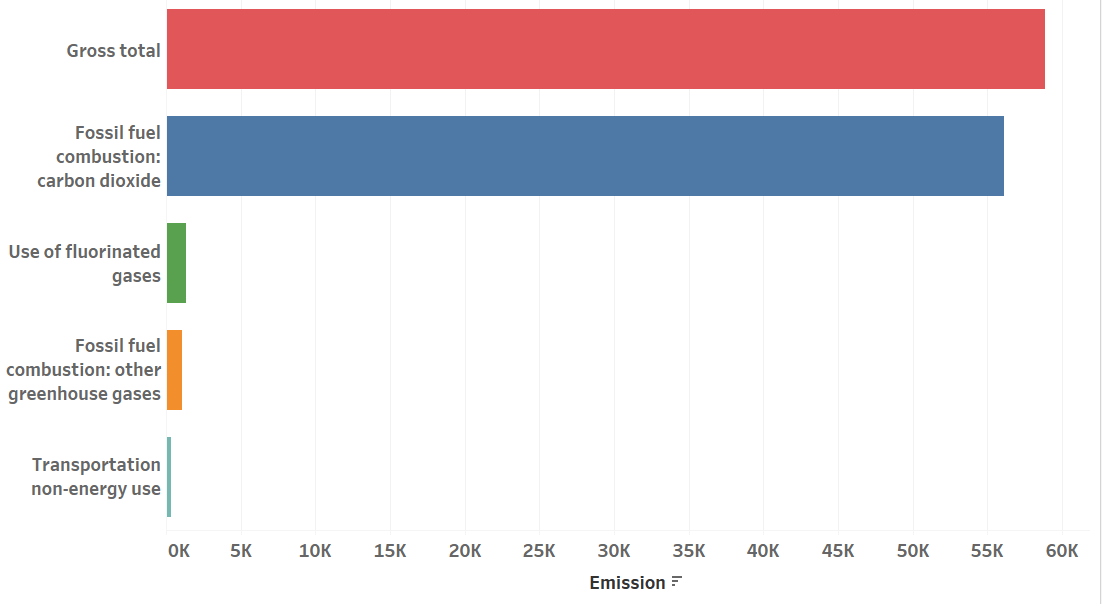 Gross total
Fossil fuel
combustion:
carbon dioxide
Use of fluorinated
gases
Fossil fuel
combustion: other
greenhouse gases
Transportation
non-energy use
0K 5K 10K 15K 20K 25K 30K 35K 40K 45K 50K 55K 60K
Emission